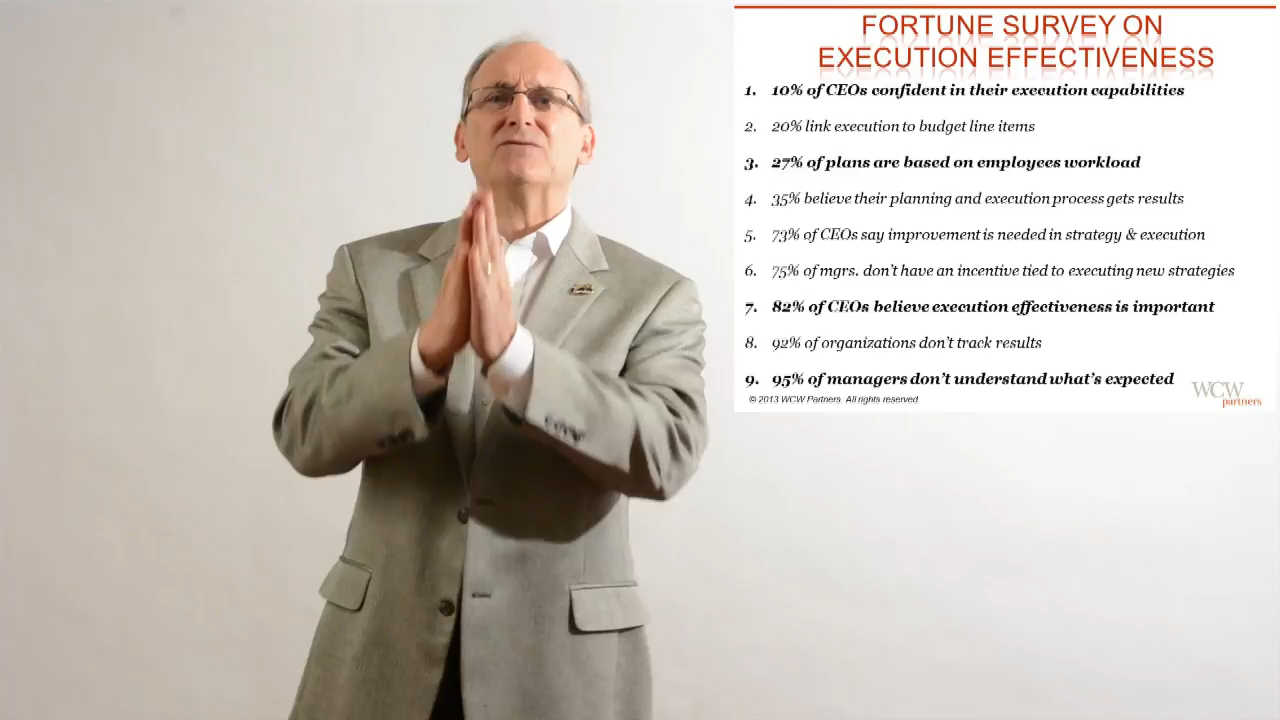 FORTUNE SURVEY ON
EXECUTION EFFECTIVENESS
1. 10% of CEOs confident in their execution capabilities
2. 20% link execution to budget line items
3. 27% of plans are based on employees workload
4. 35% believe their planning and execution process gets results
5. 73% of CEOs say improvement is needed in strategy & execution
6. 75% of mgrs. don't have an incentive tied to executing new strategies
7. 82% of CEOs believe execution effectiveness is important
8. 92% of organizations don't track results
9. 95% of managers don't understand what's expected
© 2013 WCW Partners. All rights reserved.
WCW
partners